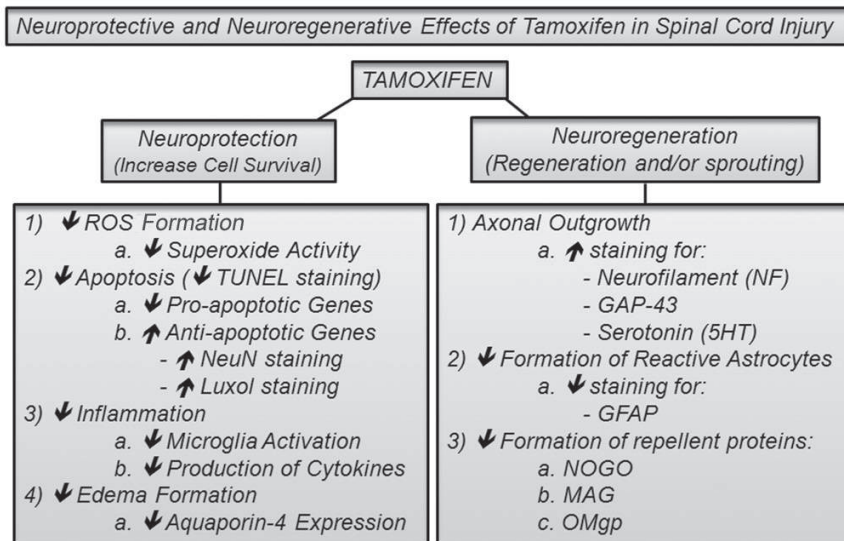 Neuroprotective and Neuroregenerative Effects of Tamoxifen in Spinal Cord Injury
TAMOXIFEN
Neuroprotection
(Increase Cell Survival)
1) ↓ ROS Formation
a. ↓ Superoxide Activity
2) ↓ Apoptosis (↓ TUNEL staining)
a. ↓ Pro-apoptotic Genes
b. ↑ Anti-apoptotic Genes
- ↑ NeuN staining
- ↑ Luxol staining
3) ↓ Inflammation
a. ↓ Microglia Activation
b. ↓ Production of Cytokines
4) ↓ Edema Formation
a. ↓ Aquaporin-4 Expression
Neuroregeneration
(Regeneration and/or sprouting)
1) Axonal Outgrowth
a. ↑ staining for:
- Neurofilament (NF)
- GAP-43
- Serotonin (5HT)
2) ↓ Formation of Reactive Astrocytes
a. ↓ staining for:
- GFAP
3) ↓ Formation of repellent proteins:
a. NOGO
b. MAG
c. OMgp